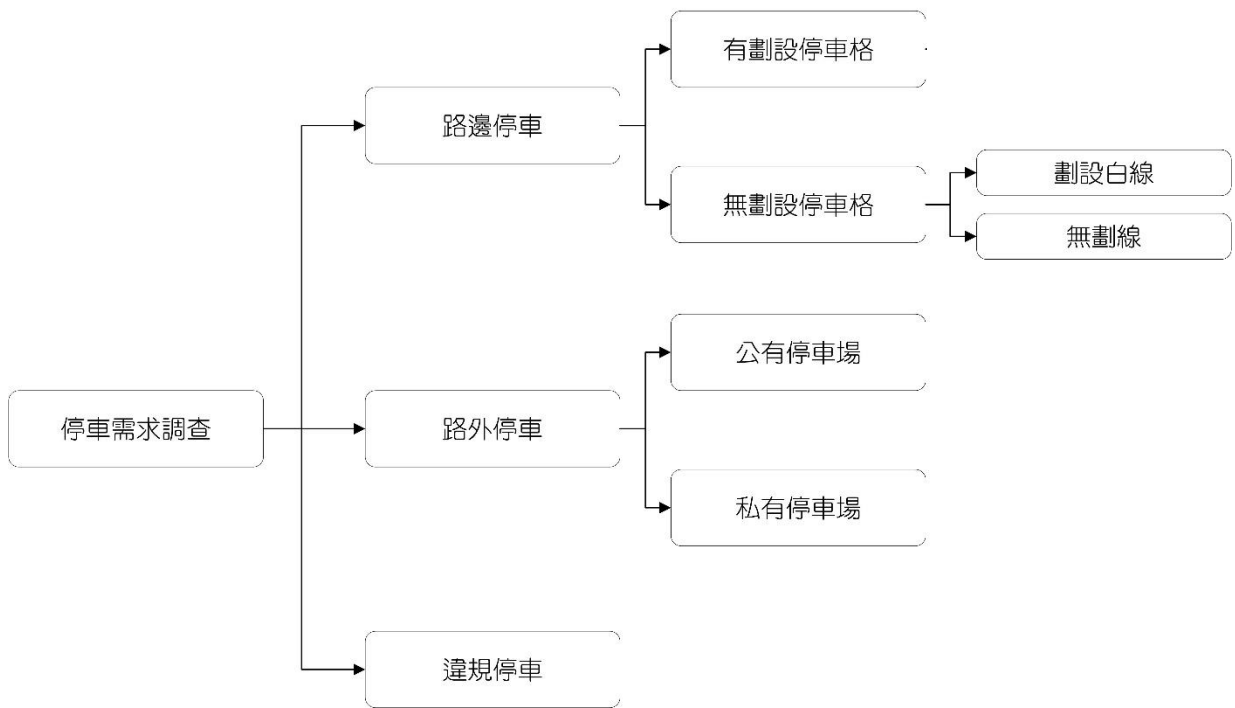 停車需求調查
路邊停車
有劃設停車格
無劃設停車格
劃設白線
無劃線
路外停車
公有停車場
私有停車場
違規停車